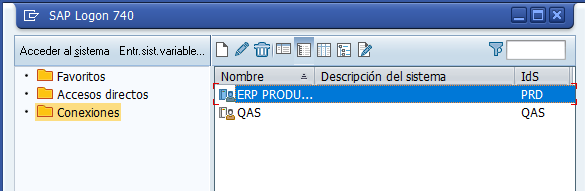 SAP Logon 740
Acceder al sistema Entr.sist.variable...
Favoritos
Accesos directos
Conexiones
Nombre Descripción del sistema IdS
ERP PRODU... PRD
QAS QAS